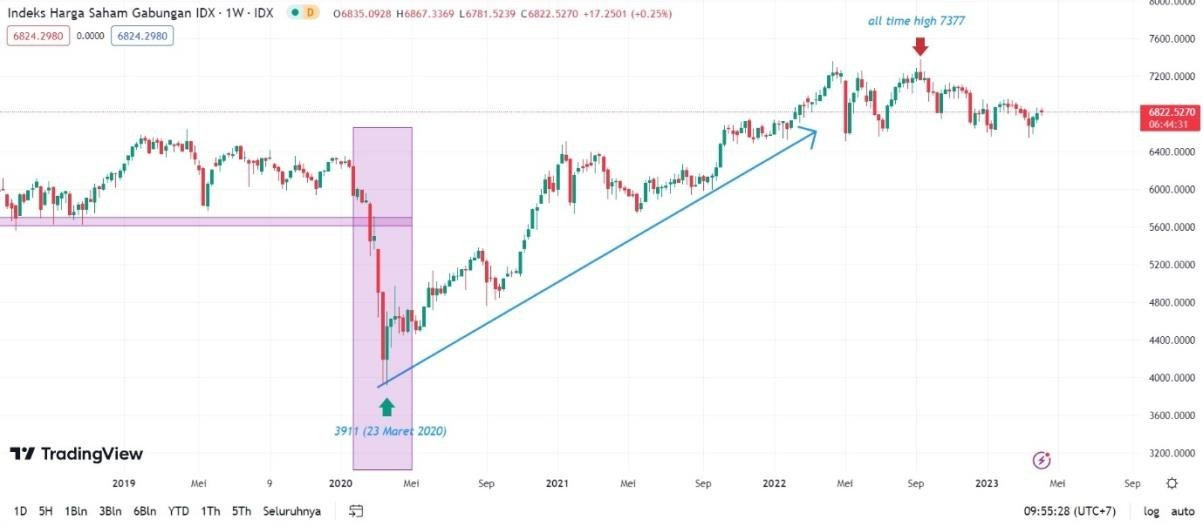 Indeks Harga Saham Gabungan IDX · 1W · IDX D O6835.0928 H6867.3369 L6781.5239 C6822.5270 +17.2501 (+0.25%)
6824.2980 0.0000 6824.2980
all time high 7377
8000.0000
7600.0000
7200.0000
6822.5270
06:44:31
6400.0000
6000.0000
5600.0000
5200.0000
4800.0000
4400.0000
4000.0000
3600.0000
3200.0000
3911 (23 Maret 2020)
TradingView
2019 Mei 9 2020 Mei Sep 2021 Mei Sep 2022 Mei Sep 2023 Mei Sep
1D 5H 1Bln 3Bln 6Bln YTD 1Th 5Th Seluruhnya 09:55:28 (UTC+7) log auto